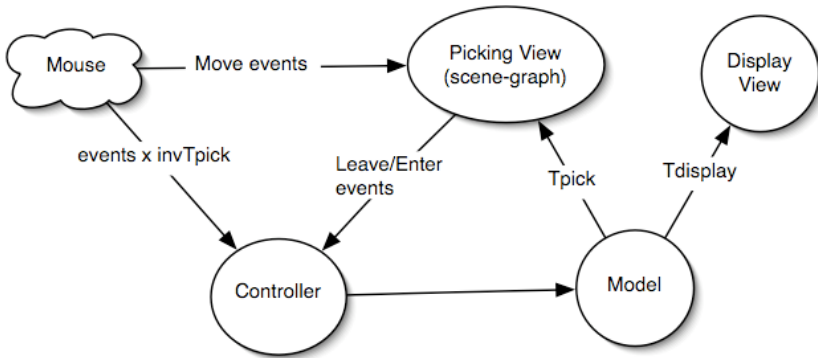 Mouse
Move events
Picking View
(scene-graph)
Display
View
events x invTpick
Leave/Enter
events
Tpick
Tdisplay
Controller
Model